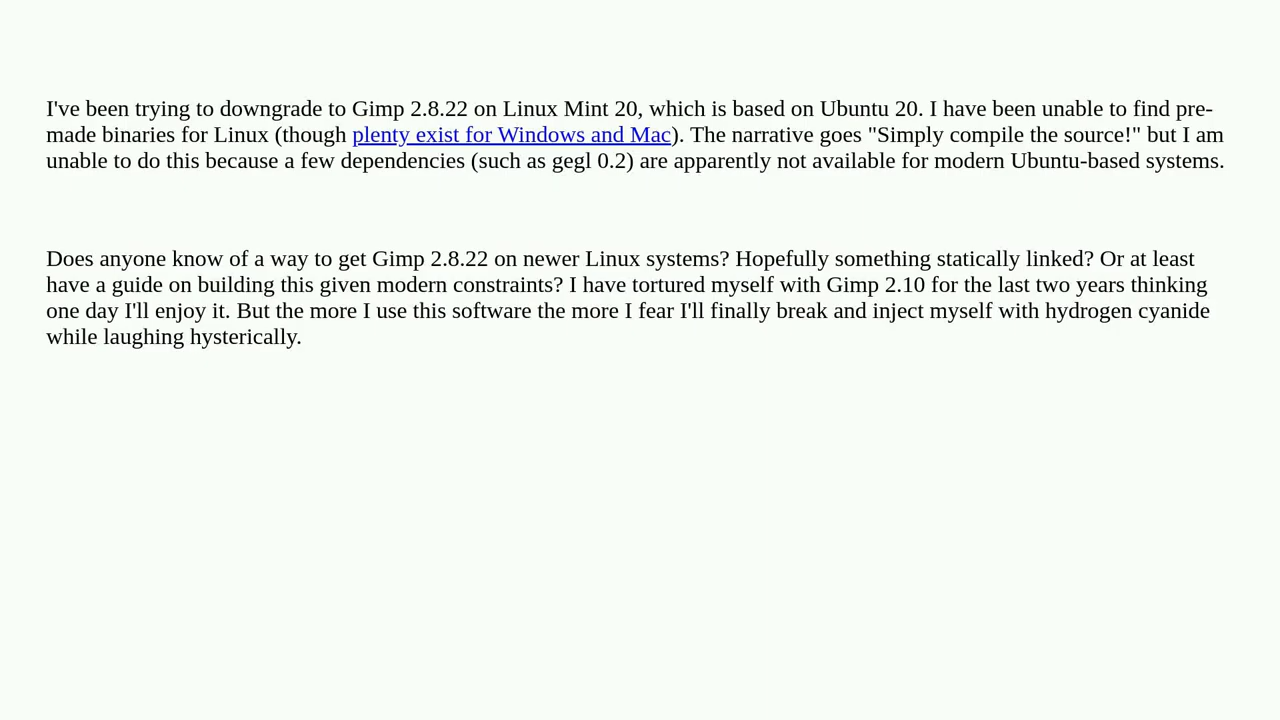 I've been trying to downgrade to Gimp 2.8.22 on Linux Mint 20, which is based on Ubuntu 20. I have been unable to find pre-
made binaries for Linux (though plenty exist for Windows and Mac). The narrative goes "Simply compile the source!" but I am
unable to do this because a few dependencies (such as gegl 0.2) are apparently not available for modern Ubuntu-based systems.
Does anyone know of a way to get Gimp 2.8.22 on newer Linux systems? Hopefully something statically linked? Or at least
have a guide on building this given modern constraints? I have tortured myself with Gimp 2.10 for the last two years thinking
one day I'll enjoy it. But the more I use this software the more I fear I'll finally break and inject myself with hydrogen cyanide
while laughing hysterically.